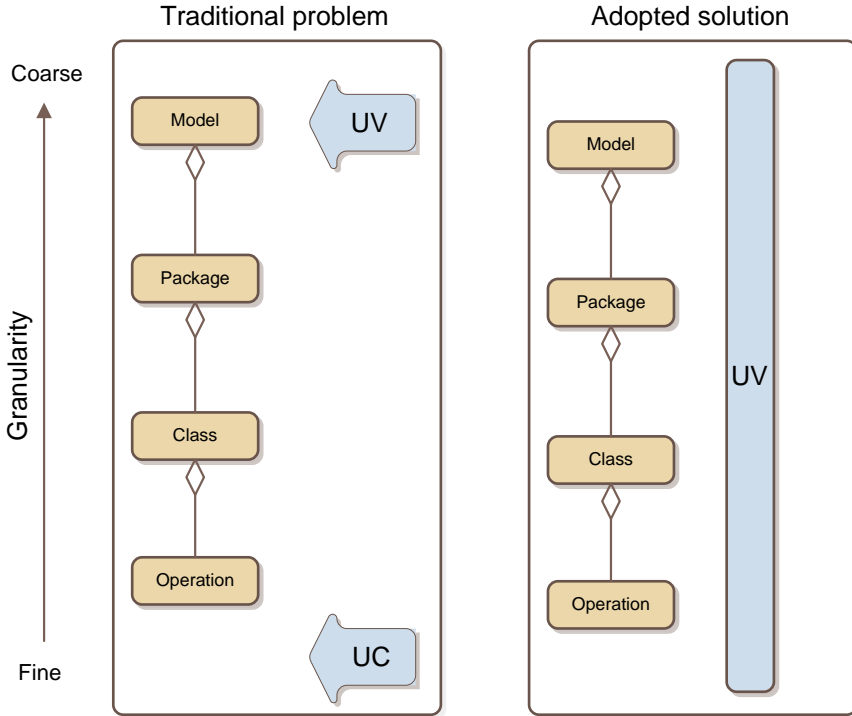 Traditional problem
Adopted solution
Coarse
Granularity
Fine
Model
UV
Package
Class
Operation
UC
Model
Package
UV
Class
Operation